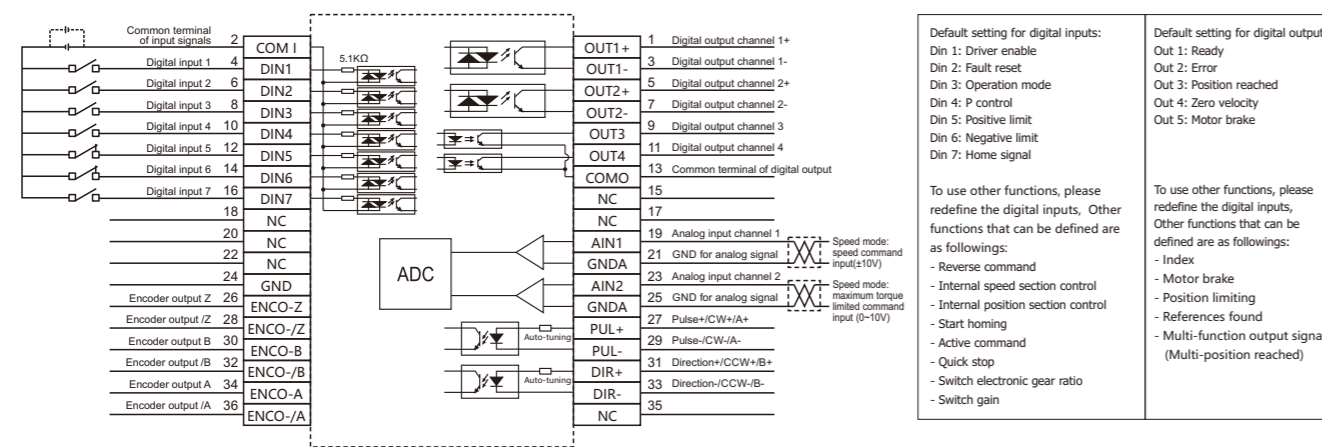 Common terminal
of input signals 2 COM I
Digital input 1 4 DIN1
Digital input 2 6 DIN2
Digital input 3 8 DIN3
Digital input 4 10 DIN4
Digital input 5 12 DIN5
Digital input 6 14 DIN6
Digital input 7 16 DIN7
18 NC
20 NC
22 NC
24 GND
Encoder output Z 26 ENCO-Z
Encoder output /Z 28 ENCO-/Z
Encoder output B 30 ENCO-B
Encoder output /B 32 ENCO-/B
Encoder output A 34 ENCO-A
Encoder output /A 36 ENCO-/A
5.1KΩ
ADC
Auto-tuning
Auto-tuning
OUT1+ 1 Digital output channel 1+
OUT1- 3 Digital output channel 1-
OUT2+ 5 Digital output channel 2+
OUT2- 7 Digital output channel 2-
OUT3 9 Digital output channel 3
OUT4 11 Digital output channel 4
COMO 13 Common terminal of digital output
NC 15
NC 17
AIN1 19 Analog input channel 1
GNDA 21 GND for analog signal
AIN2 23 Analog input channel 2
GNDA 25 GND for analog signal
PUL+ 27 Pulse+/CW+/A+
PUL- 29 Pulse-/CW-/A-
DIR+ 31 Direction+/CCW+/B+
DIR- 33 Direction-/CCW-/B-
NC 35
Speed mode:
speed command
input(±10V)
Speed mode:
maximum torque
limited command
input (0~10V)
Default setting for digital inputs:
Din 1: Driver enable
Din 2: Fault reset
Din 3: Operation mode
Din 4: P control
Din 5: Positive limit
Din 6: Negative limit
Din 7: Home signal
To use other functions, please
redefine the digital inputs, Other
functions that can be defined are
as followings:
- Reverse command
- Internal speed section control
- Internal position section control
- Start homing
- Active command
- Quick stop
- Switch electronic gear ratio
- Switch gain
Default setting for digital output
Out 1: Ready
Out 2: Error
Out 3: Position reached
Out 4: Zero velocity
Out 5: Motor brake
To use other functions, please
redefine the digital inputs,
Other functions that can be
defined are as followings:
- Index
- Motor brake
- Position limiting
- References found
- Multi-function output signa
(Multi-position reached)